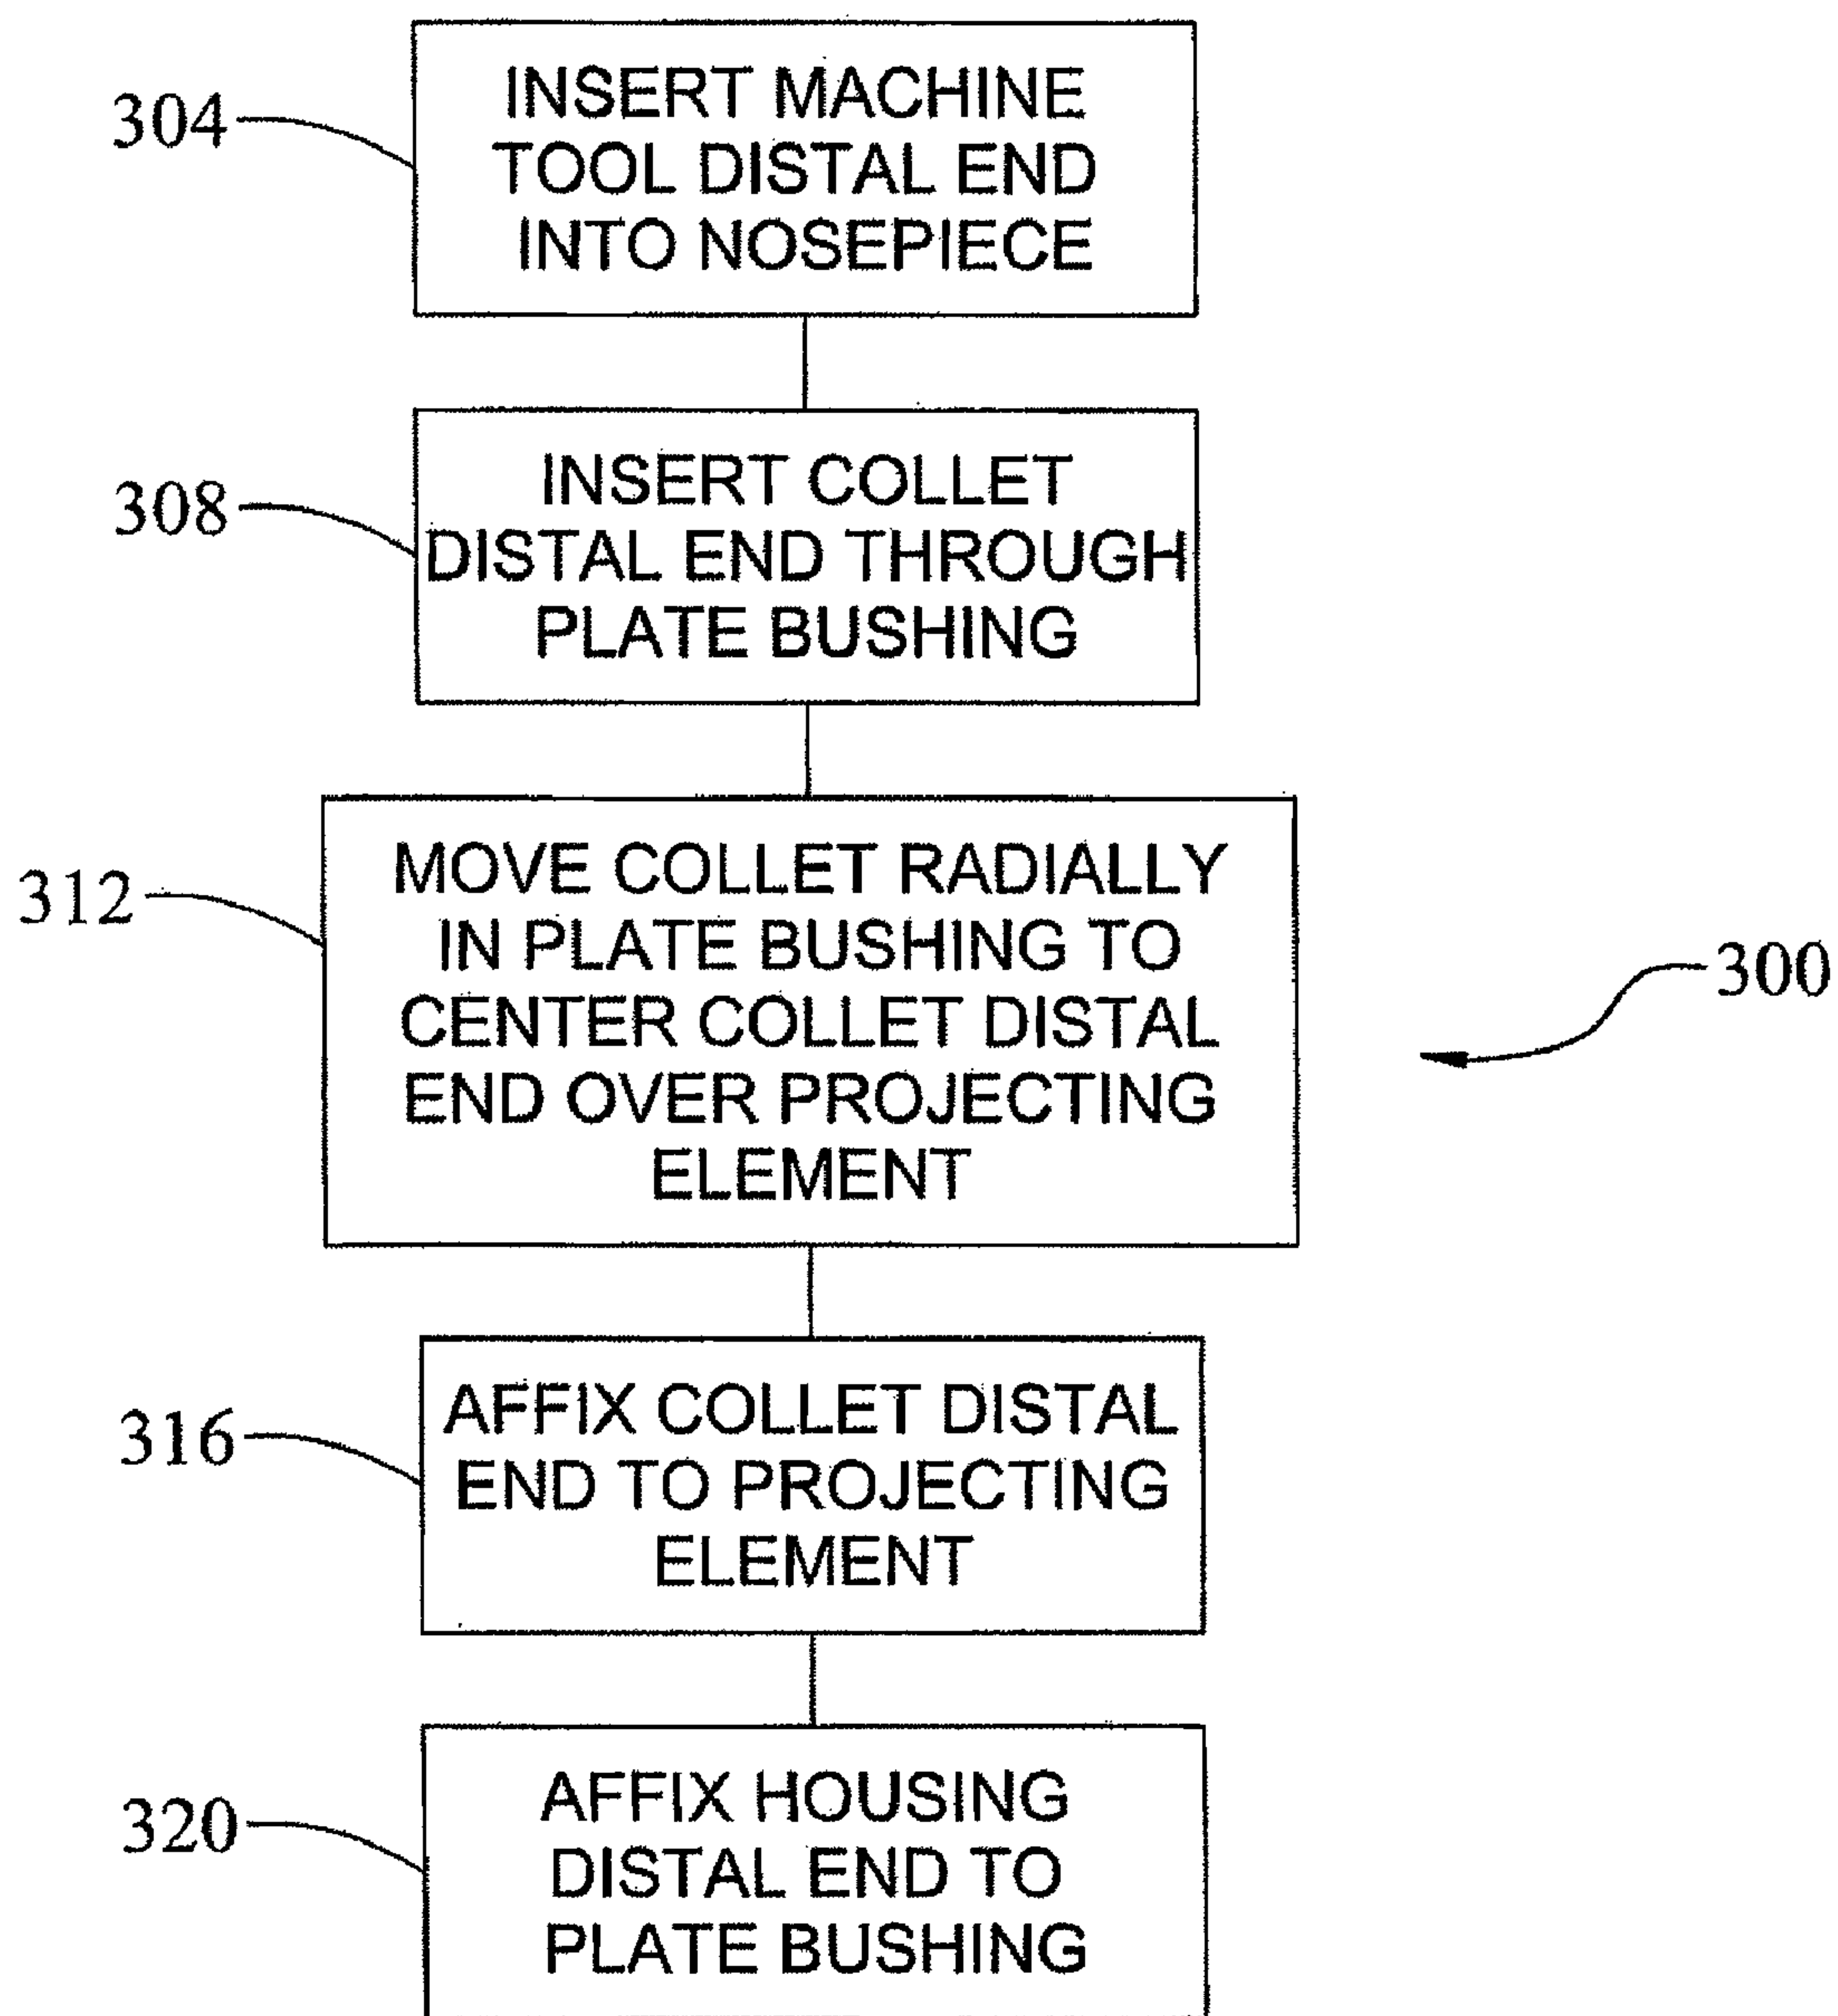 304
INSERT MACHINE
TOOL DISTAL END
INTO NOSEPIECE
308
INSERT COLLET
DISTAL END THROUGH
PLATE BUSHING
312
MOVE COLLET RADIALLY
IN PLATE BUSHING TO
CENTER COLLET DISTAL
END OVER PROJECTING
ELEMENT
300
316
AFFIX COLLET DISTAL
END TO PROJECTING
ELEMENT
320
AFFIX HOUSING
DISTAL END TO
PLATE BUSHING